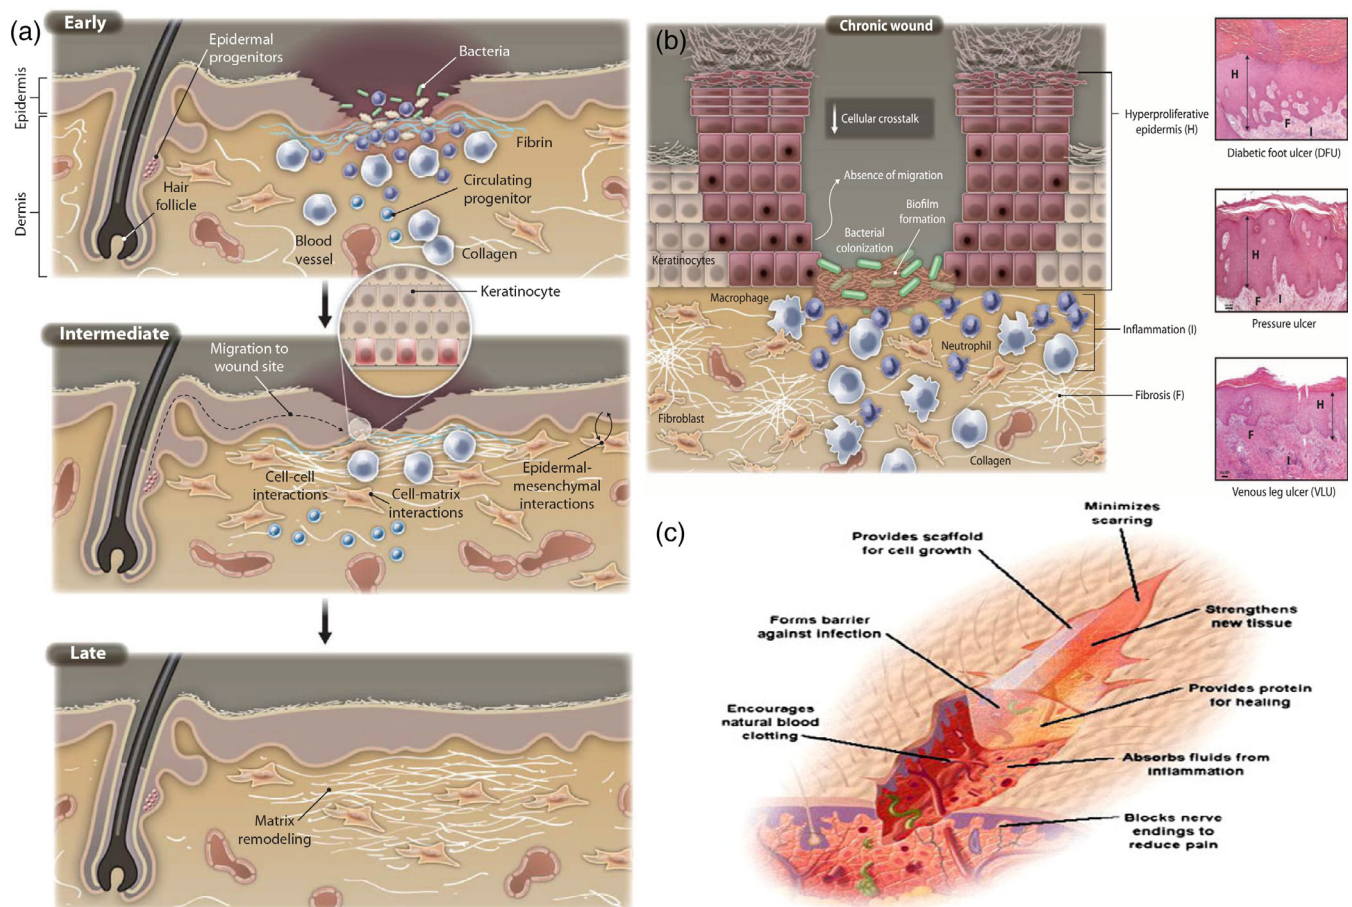 (a)
Early
Epidermal
progenitors
Bacteria
Epidermis
Dermis
Fibrin
Circulating
progenitor
Hair
follicle
Blood
vessel
Collagen
Keratinocyte
Intermediate
Migration to
wound site
Cell-cell
interactions
Cell-matrix
interactions
Epidermal-
mesenchymal
interactions
Late
Matrix
remodeling
(b)
Chronic wound
Cellular crosstalk
Absence of migration
Biofilm
formation
Bacterial
colonization
Keratinocytes
Macrophage
Neutrophil
Fibroblast
Collagen
Hyperproliferative
epidermis (H)
Inflammation (I)
Fibrosis (F)
H
F
I
Diabetic foot ulcer (DFU)
H
F
I
Pressure ulcer
H
F
I
Venous leg ulcer (VLU)
(c)
Minimizes
scarring
Provides scaffold
for cell growth
Strengthens
new tissue
Forms barrier
against infection
Provides protein
for healing
Encourages
natural blood
clotting
Absorbs fluids from
inflammation
Blocks nerve
endings to
reduce pain